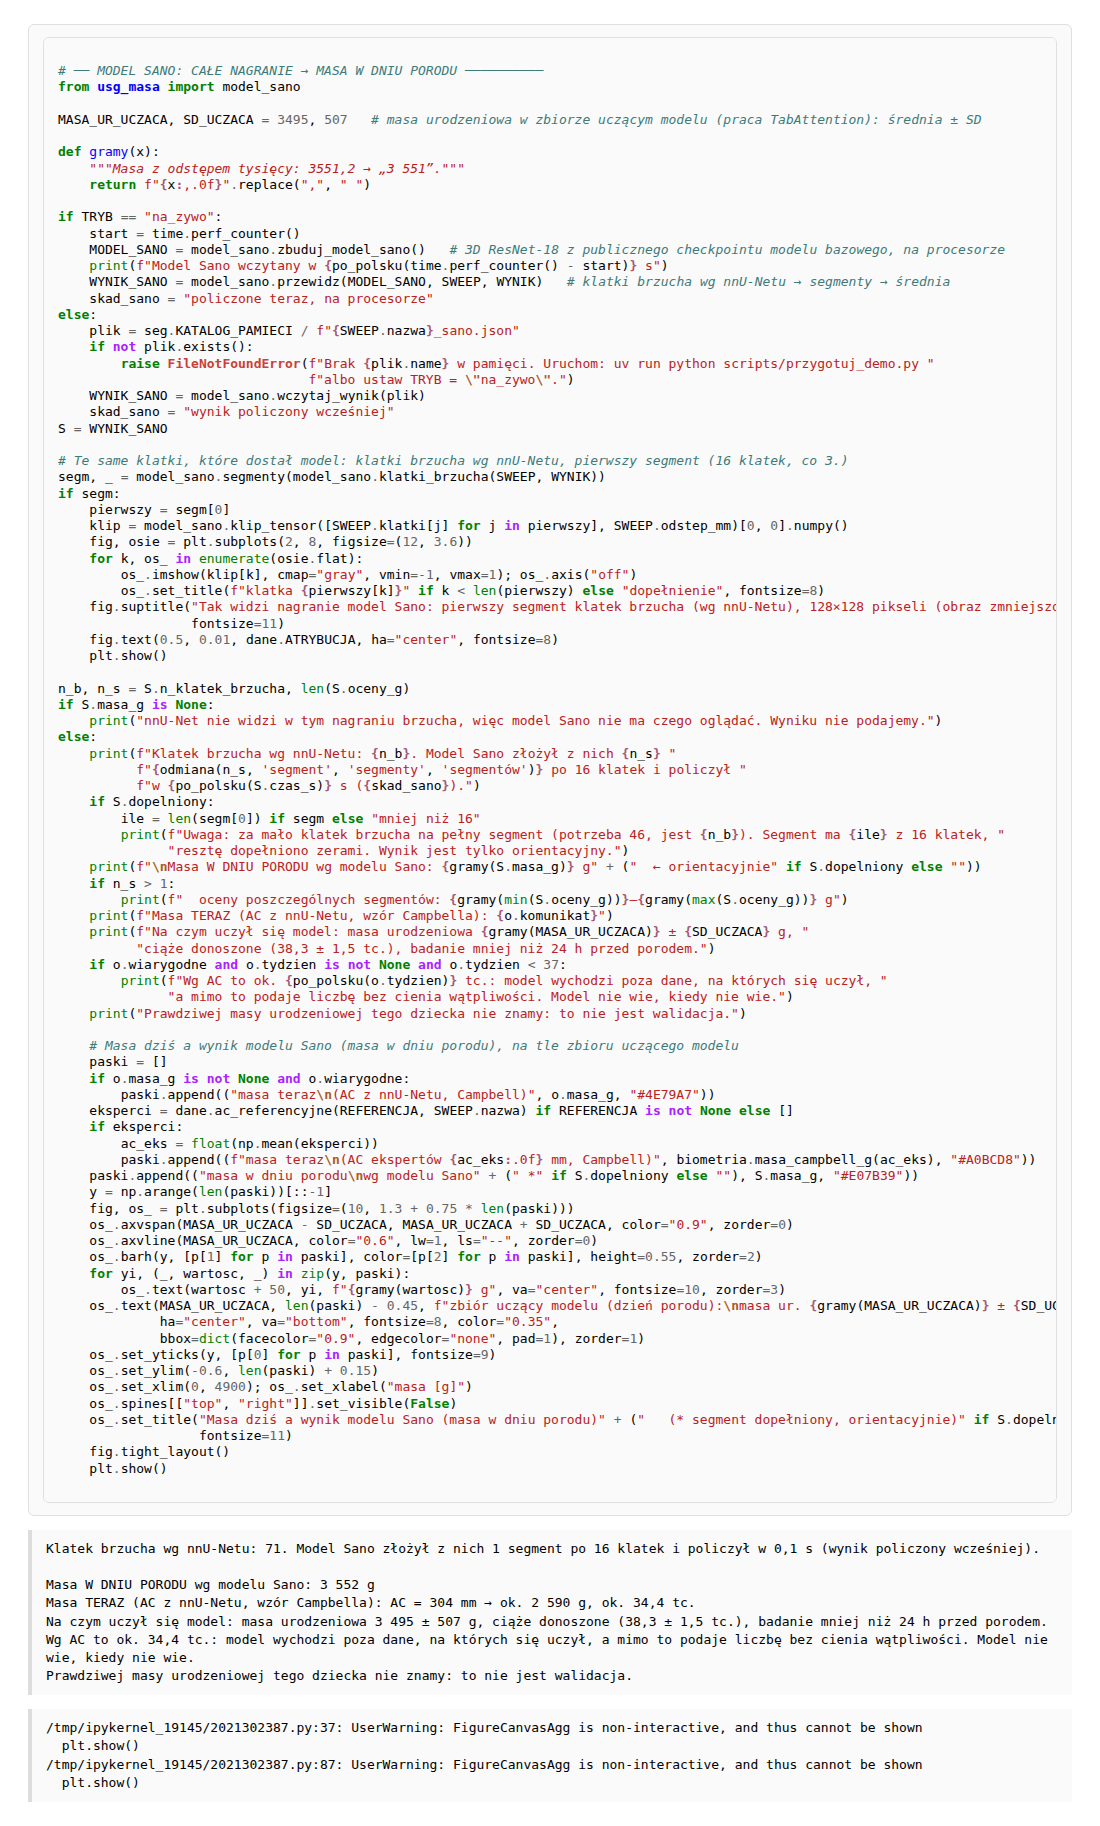 # ── MODEL SANO: CAŁE NAGRANIE → MASA W DNIU PORODU ──────────
from usg_masa import model_sano

MASA_UR_UCZACA, SD_UCZACA = 3495, 507   # masa urodzeniowa w zbiorze uczącym modelu (praca TabAttention): średnia ± SD

def gramy(x):
    """Masa z odstępem tysięcy: 3551,2 → „3 551”."""
    return f"{x:,.0f}".replace(",", " ")

if TRYB == "na_zywo":
    start = time.perf_counter()
    MODEL_SANO = model_sano.zbuduj_model_sano()   # 3D ResNet-18 z publicznego checkpointu modelu bazowego, na procesorze
    print(f"Model Sano wczytany w {po_polsku(time.perf_counter() - start)} s")
    WYNIK_SANO = model_sano.przewidz(MODEL_SANO, SWEEP, WYNIK)   # klatki brzucha wg nnU-Netu → segmenty → średnia
    skad_sano = "policzone teraz, na procesorze"
else:
    plik = seg.KATALOG_PAMIECI / f"{SWEEP.nazwa}_sano.json"
    if not plik.exists():
        raise FileNotFoundError(f"Brak {plik.name} w pamięci. Uruchom: uv run python scripts/przygotuj_demo.py "
                                f"albo ustaw TRYB = \"na_zywo\".")
    WYNIK_SANO = model_sano.wczytaj_wynik(plik)
    skad_sano = "wynik policzony wcześniej"
S = WYNIK_SANO

# Te same klatki, które dostał model: klatki brzucha wg nnU-Netu, pierwszy segment (16 klatek, co 3.)
segm, _ = model_sano.segmenty(model_sano.klatki_brzucha(SWEEP, WYNIK))
if segm:
    pierwszy = segm[0]
    klip = model_sano.klip_tensor([SWEEP.klatki[j] for j in pierwszy], SWEEP.odstep_mm)[0, 0].numpy()
    fig, osie = plt.subplots(2, 8, figsize=(12, 3.6))
    for k, os_ in enumerate(osie.flat):
        os_.imshow(klip[k], cmap="gray", vmin=-1, vmax=1); os_.axis("off")
        os_.set_title(f"klatka {pierwszy[k]}" if k < len(pierwszy) else "dopełnienie", fontsize=8)
    fig.suptitle("Tak widzi nagranie model Sano: pierwszy segment klatek brzucha (wg nnU-Netu), 128×128 pikseli (obraz zmniejszo
                 fontsize=11)
    fig.text(0.5, 0.01, dane.ATRYBUCJA, ha="center", fontsize=8)
    plt.show()

n_b, n_s = S.n_klatek_brzucha, len(S.oceny_g)
if S.masa_g is None:
    print("nnU-Net nie widzi w tym nagraniu brzucha, więc model Sano nie ma czego oglądać. Wyniku nie podajemy.")
else:
    print(f"Klatek brzucha wg nnU-Netu: {n_b}. Model Sano złożył z nich {n_s} "
          f"{odmiana(n_s, 'segment', 'segmenty', 'segmentów')} po 16 klatek i policzył "
          f"w {po_polsku(S.czas_s)} s ({skad_sano}).")
    if S.dopelniony:
        ile = len(segm[0]) if segm else "mniej niż 16"
        print(f"Uwaga: za mało klatek brzucha na pełny segment (potrzeba 46, jest {n_b}). Segment ma {ile} z 16 klatek, "
              "resztę dopełniono zerami. Wynik jest tylko orientacyjny.")
    print(f"\nMasa W DNIU PORODU wg modelu Sano: {gramy(S.masa_g)} g" + ("  ← orientacyjnie" if S.dopelniony else ""))
    if n_s > 1:
        print(f"  oceny poszczególnych segmentów: {gramy(min(S.oceny_g))}–{gramy(max(S.oceny_g))} g")
    print(f"Masa TERAZ (AC z nnU-Netu, wzór Campbella): {o.komunikat}")
    print(f"Na czym uczył się model: masa urodzeniowa {gramy(MASA_UR_UCZACA)} ± {SD_UCZACA} g, "
          "ciąże donoszone (38,3 ± 1,5 tc.), badanie mniej niż 24 h przed porodem.")
    if o.wiarygodne and o.tydzien is not None and o.tydzien < 37:
        print(f"Wg AC to ok. {po_polsku(o.tydzien)} tc.: model wychodzi poza dane, na których się uczył, "
              "a mimo to podaje liczbę bez cienia wątpliwości. Model nie wie, kiedy nie wie.")
    print("Prawdziwej masy urodzeniowej tego dziecka nie znamy: to nie jest walidacja.")

    # Masa dziś a wynik modelu Sano (masa w dniu porodu), na tle zbioru uczącego modelu
    paski = []
    if o.masa_g is not None and o.wiarygodne:
        paski.append(("masa teraz\n(AC z nnU-Netu, Campbell)", o.masa_g, "#4E79A7"))
    eksperci = dane.ac_referencyjne(REFERENCJA, SWEEP.nazwa) if REFERENCJA is not None else []
    if eksperci:
        ac_eks = float(np.mean(eksperci))
        paski.append((f"masa teraz\n(AC ekspertów {ac_eks:.0f} mm, Campbell)", biometria.masa_campbell_g(ac_eks), "#A0BCD8"))
    paski.append(("masa w dniu porodu\nwg modelu Sano" + (" *" if S.dopelniony else ""), S.masa_g, "#E07B39"))
    y = np.arange(len(paski))[::-1]
    fig, os_ = plt.subplots(figsize=(10, 1.3 + 0.75 * len(paski)))
    os_.axvspan(MASA_UR_UCZACA - SD_UCZACA, MASA_UR_UCZACA + SD_UCZACA, color="0.9", zorder=0)
    os_.axvline(MASA_UR_UCZACA, color="0.6", lw=1, ls="--", zorder=0)
    os_.barh(y, [p[1] for p in paski], color=[p[2] for p in paski], height=0.55, zorder=2)
    for yi, (_, wartosc, _) in zip(y, paski):
        os_.text(wartosc + 50, yi, f"{gramy(wartosc)} g", va="center", fontsize=10, zorder=3)
    os_.text(MASA_UR_UCZACA, len(paski) - 0.45, f"zbiór uczący modelu (dzień porodu):\nmasa ur. {gramy(MASA_UR_UCZACA)} ± {SD_UC
             ha="center", va="bottom", fontsize=8, color="0.35",
             bbox=dict(facecolor="0.9", edgecolor="none", pad=1), zorder=1)
    os_.set_yticks(y, [p[0] for p in paski], fontsize=9)
    os_.set_ylim(-0.6, len(paski) + 0.15)
    os_.set_xlim(0, 4900); os_.set_xlabel("masa [g]")
    os_.spines[["top", "right"]].set_visible(False)
    os_.set_title("Masa dziś a wynik modelu Sano (masa w dniu porodu)" + ("   (* segment dopełniony, orientacyjnie)" if S.dopeln
                  fontsize=11)
    fig.tight_layout()
    plt.show()

Klatek brzucha wg nnU-Netu: 71. Model Sano złożył z nich 1 segment po 16 klatek i policzył w 0,1 s (wynik policzony wcześniej).

Masa W DNIU PORODU wg modelu Sano: 3 552 g
Masa TERAZ (AC z nnU-Netu, wzór Campbella): AC = 304 mm → ok. 2 590 g, ok. 34,4 tc.
Na czym uczył się model: masa urodzeniowa 3 495 ± 507 g, ciąże donoszone (38,3 ± 1,5 tc.), badanie mniej niż 24 h przed porodem.
Wg AC to ok. 34,4 tc.: model wychodzi poza dane, na których się uczył, a mimo to podaje liczbę bez cienia wątpliwości. Model nie
wie, kiedy nie wie.
Prawdziwej masy urodzeniowej tego dziecka nie znamy: to nie jest walidacja.

/tmp/ipykernel_19145/2021302387.py:37: UserWarning: FigureCanvasAgg is non-interactive, and thus cannot be shown
  plt.show()
/tmp/ipykernel_19145/2021302387.py:87: UserWarning: FigureCanvasAgg is non-interactive, and thus cannot be shown
  plt.show()